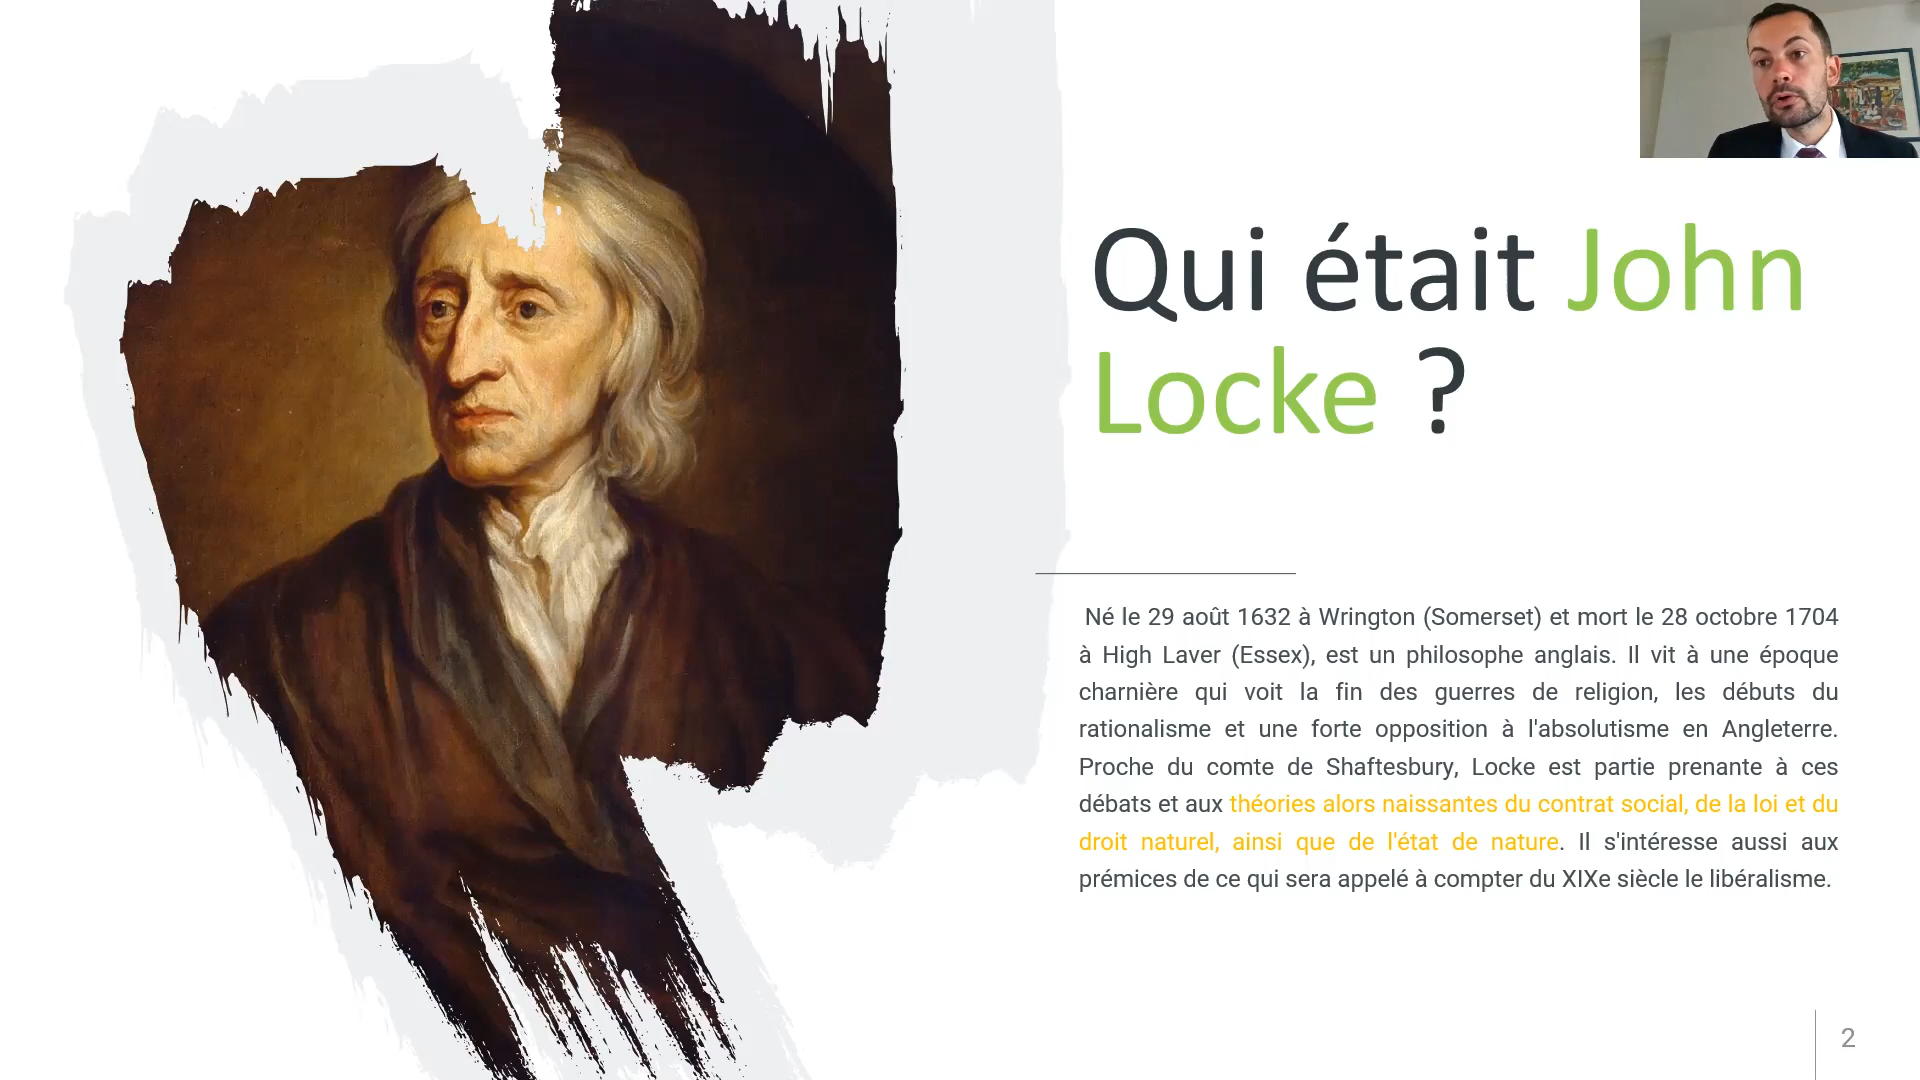 Qui était John
Locke ?
Né le 29 août 1632 à Wrington (Somerset) et mort le 28 octobre 1704
à High Laver (Essex), est un philosophe anglais. Il vit à une époque
charnière qui voit la fin des guerres de religion, les débuts du
rationalisme et une forte opposition à l'absolutisme en Angleterre.
Proche du comte de Shaftesbury, Locke est partie prenante à ces
débats et aux théories alors naissantes du contrat social, de la loi et du
droit naturel, ainsi que de l'état de nature. Il s'intéresse aussi aux
prémices de ce qui sera appelé à compter du XIXe siècle le libéralisme.
2